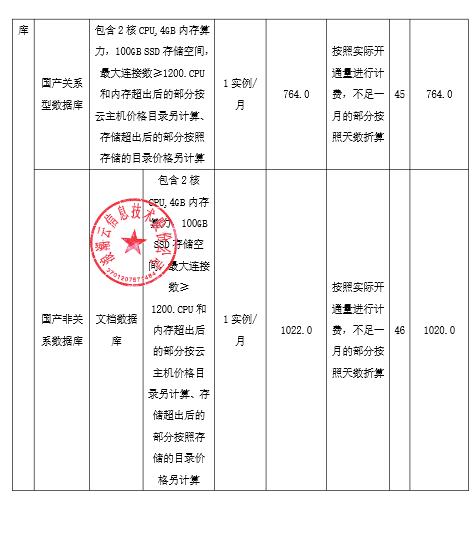 库
国产关系
型数据库
包含2核CPU,4GB内存算
力,100GB SSD存储空间,
最大连接数≥1200.CPU
和内存超出后的部分按
云主机价格目录另计算、
存储超出后的部分按照
存储的目录价格另计算
1实例/
月
764.0
按照实际开
通量进行计
费,不足一
月的部分按
照天数折算
45
764.0
国产非关
系数据库
文档数据
库
包含2核
CPU,4GB内存
算力,100GB
SSD存储空
间,最大连接
数≥
1200.CPU和
内存超出后
的部分按云
主机价格目
录另计算、存
储超出后的
部分按照存
储的目录价
格另计算
1实例/
月
1022.0
按照实际开
通量进行计
费,不足一
月的部分按
照天数折算
46
1020.0
云信息技术有限公司